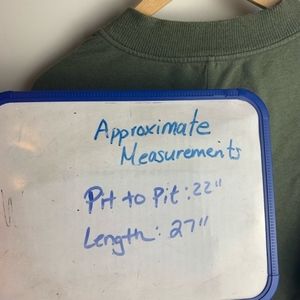 Approximate
Measurements
Pit to Pit: 22"
Length: 27"